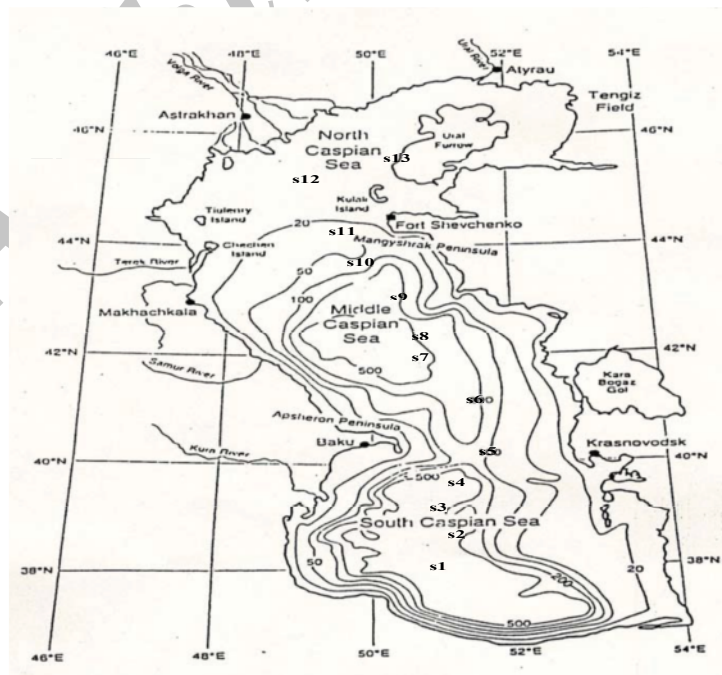 46°E
48°E
50°E
52°E
54°E
Ural River
Atyrau
Volga River
Tengiz
Field
Astrakhan
46°N
46°N
North
Caspian
Sea
Ural
Furrow
s13
s12
Kulak
Island
Tiuleniy
Island
20
s11
Fort Shevchenko
44°N
Chechen
Island
Mangyshrak Peninsula
44°N
Terek River
50
s10
Makhachkala
100
s9
Middle
Caspian
Sea
s8
s7
42°N
42°N
Samur River
500
Kara
Bogaz
Gol
s6
Apsheron Peninsula
Baku
Kura River
s5
Krasnovodsk
40°N
40°N
500
s4
s3
South Caspian Sea
s2
38°N
50
s1
200
20
38°N
500
46°E
48°E
50°E
52°E
54°E